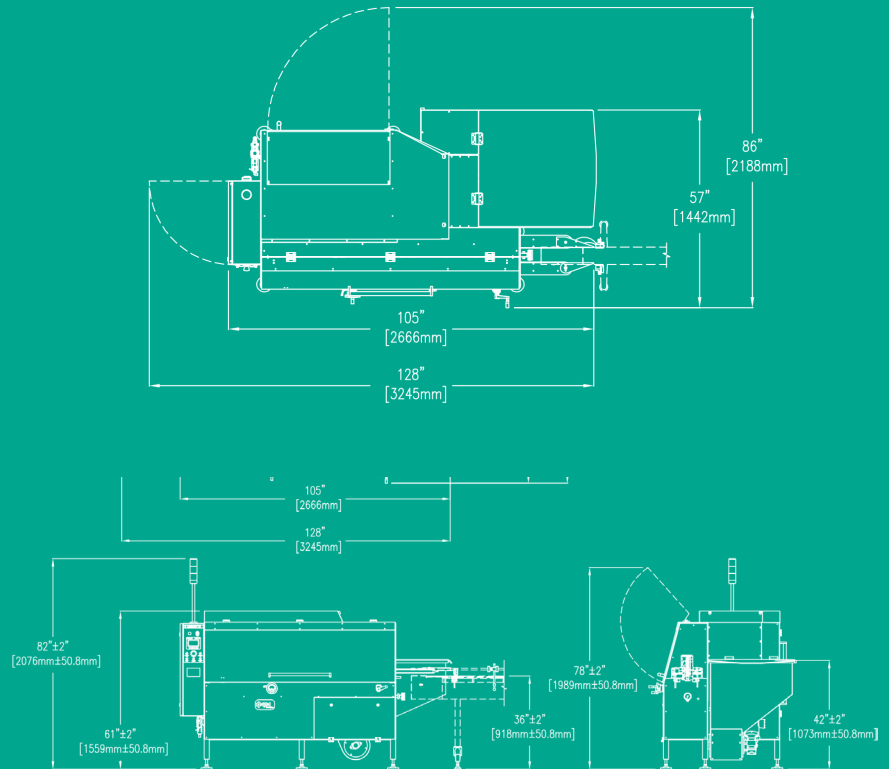 86"
[2188mm]
57"
[1442mm]
105"
[2666mm]
128"
[3245mm]
105"
[2666mm]
128"
[3245mm]
82"±2"
[2076mm±50.8mm]
61"±2"
[1559mm±50.8mm]
36"±2"
[918mm±50.8mm]
78"±2"
[1989mm±50.8mm]
42"±2"
[1073mm±50.8mm]